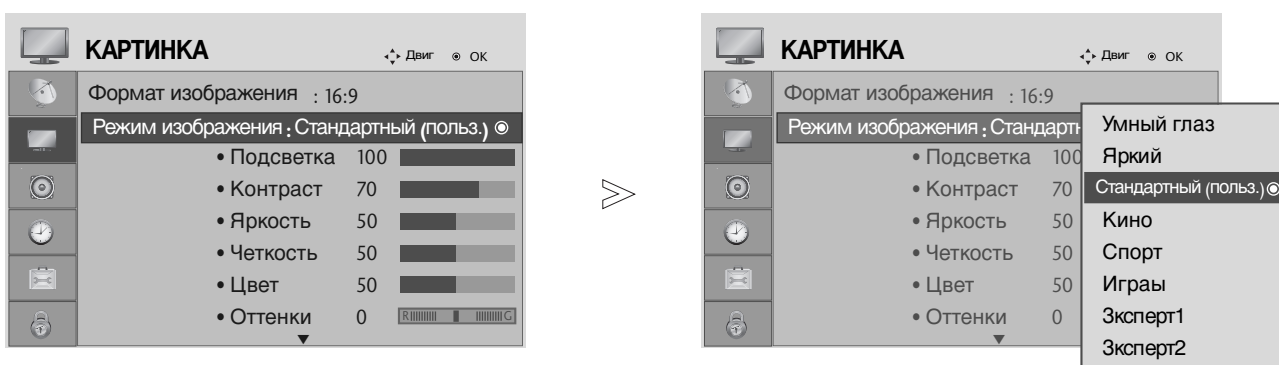 КАРТИНКА
Двиг ОК
Формат изображения : 16:9
Режим изображения : Стандартный (польз.)
• Подсветка 100
• Контраст 70
• Яркость 50
• Четкость 50
• Цвет 50
• Оттенки 0 R G
КАРТИНКА
Двиг ОК
Формат изображения : 16:9
Режим изображения : Стандартн
• Подсветка 100
• Контраст 70
• Яркость 50
• Четкость 50
• Цвет 50
• Оттенки 0
Умный глаз
Яркий
Стандартный (польз.)
Кино
Спорт
Играы
Зксперт1
Зксперт2